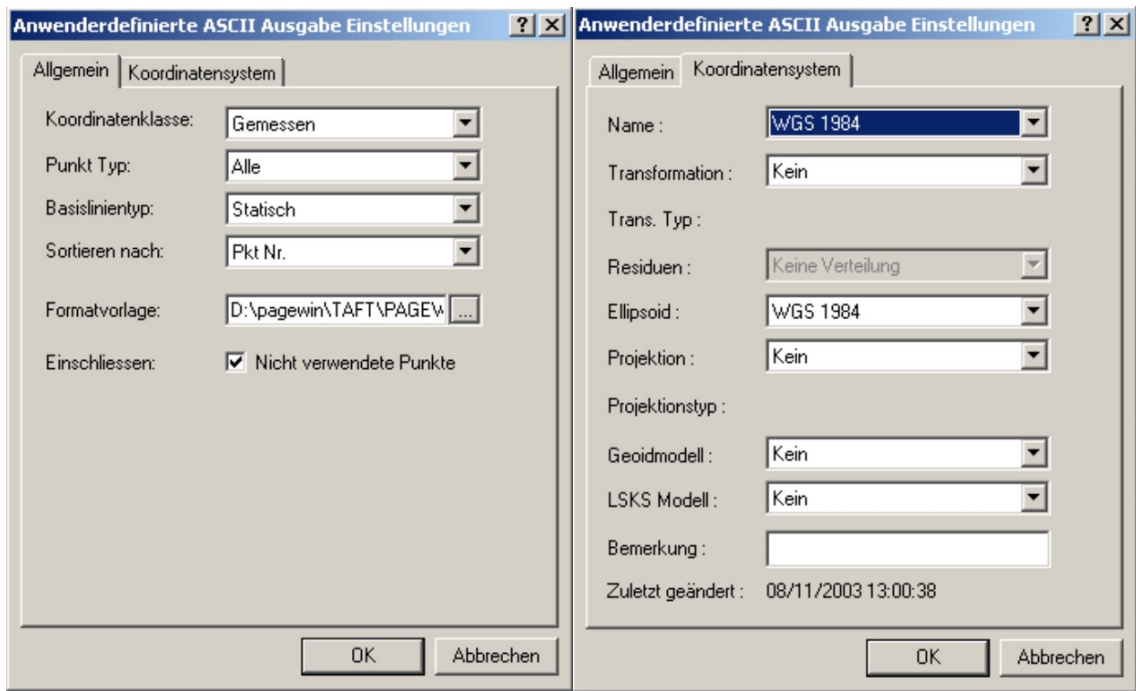 Anwenderdefinierte ASCII Ausgabe Einstellungen
Allgemein
Koordinatensystem
Koordinatenklasse: Gemessen
Punkt Typ: Alle
Basislinientyp: Statisch
Sortieren nach: Pkt Nr.
Formatvorlage: D:\pagewin\TAFT\PAGEW ...
Einschliessen: Nicht verwendete Punkte
OK
Abbrechen
Anwenderdefinierte ASCII Ausgabe Einstellungen
Allgemein
Koordinatensystem
Name : WGS 1984
Transformation : Kein
Trans. Typ :
Residuen : Keine Verteilung
Ellipsoid : WGS 1984
Projektion : Kein
Projektionstyp :
Geoidmodell : Kein
LSKS Modell : Kein
Bemerkung :
Zuletzt geändert : 08/11/2003 13:00:38
OK
Abbrechen